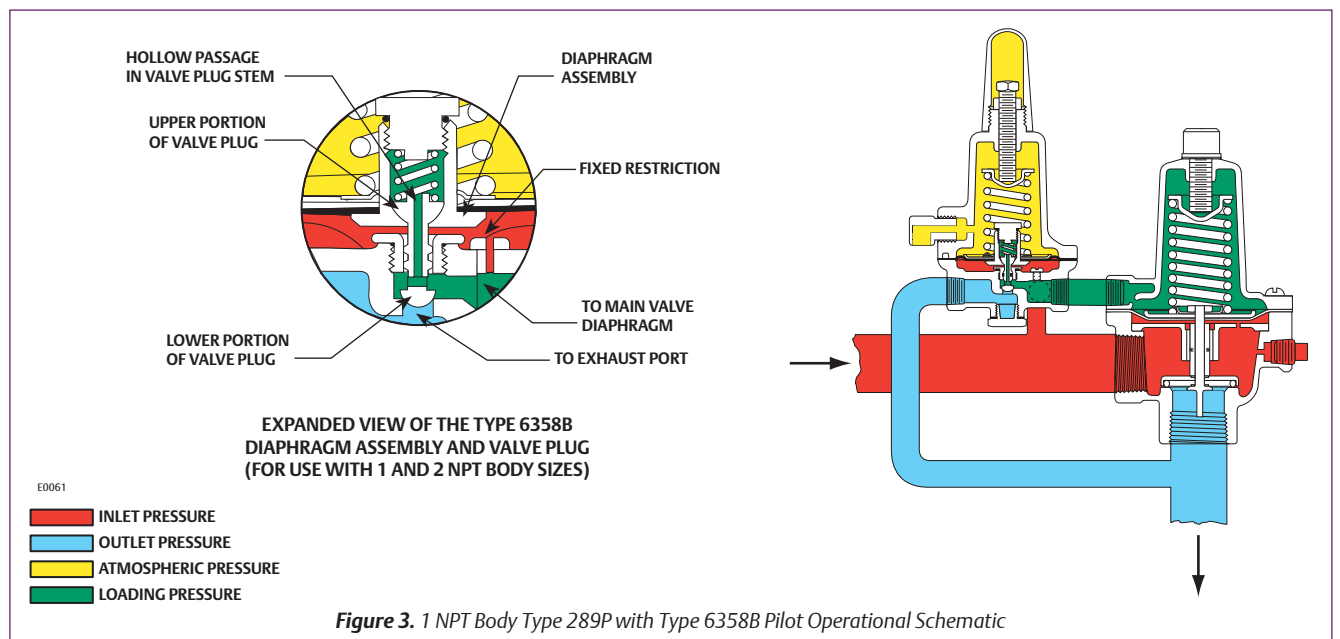 HOLLOW PASSAGE
IN VALVE PLUG STEM
DIAPHRAGM
ASSEMBLY
UPPER PORTION
OF VALVE PLUG
FIXED RESTRICTION
TO MAIN VALVE
DIAPHRAGM
LOWER PORTION
OF VALVE PLUG
TO EXHAUST PORT
EXPANDED VIEW OF THE TYPE 6358B
DIAPHRAGM ASSEMBLY AND VALVE PLUG
(FOR USE WITH 1 AND 2 NPT BODY SIZES)
E0061
INLET PRESSURE
OUTLET PRESSURE
ATMOSPHERIC PRESSURE
LOADING PRESSURE
Figure 3. 1 NPT Body Type 289P with Type 6358B Pilot Operational Schematic